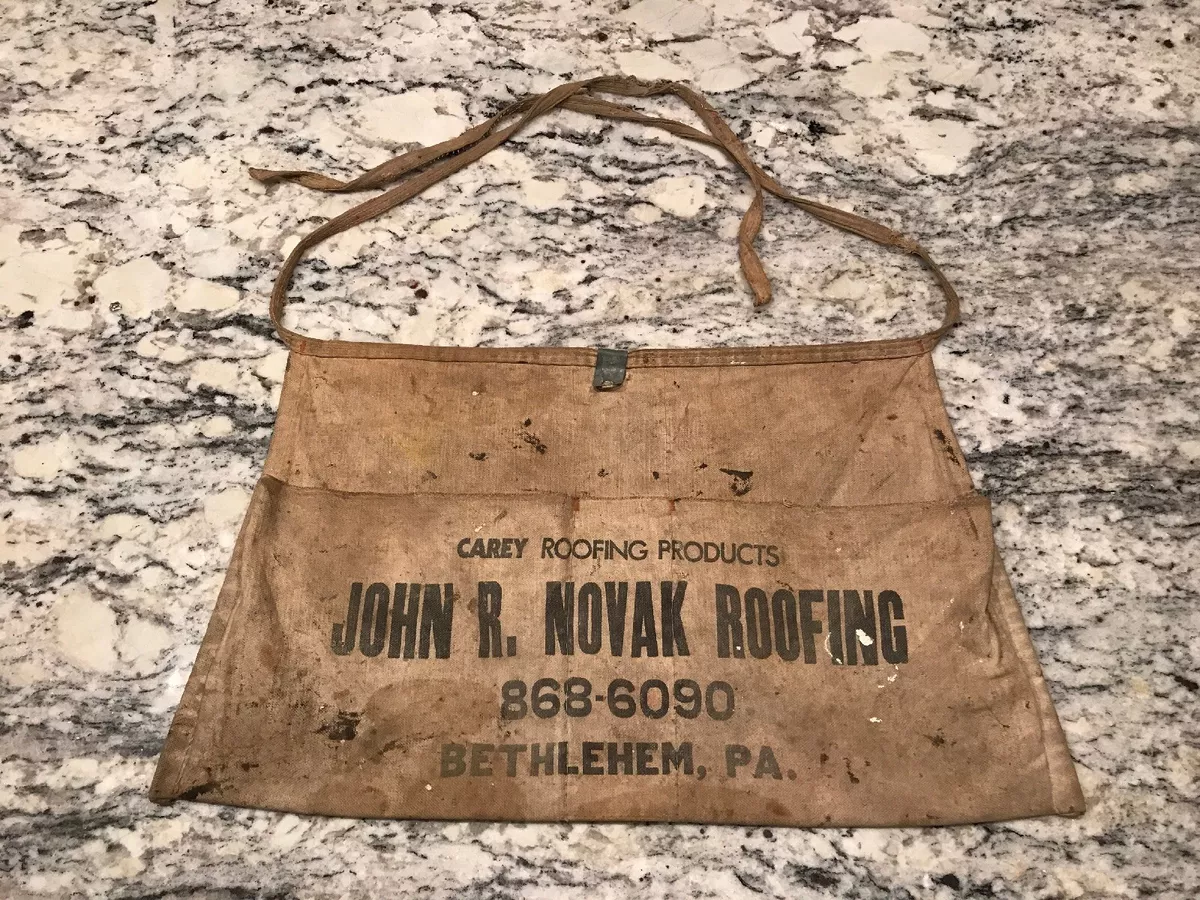 CAREY ROOFING PRODUCTS
JOHN R. NOVAK ROOFING
868-6090
BETHLEHEM, PA.